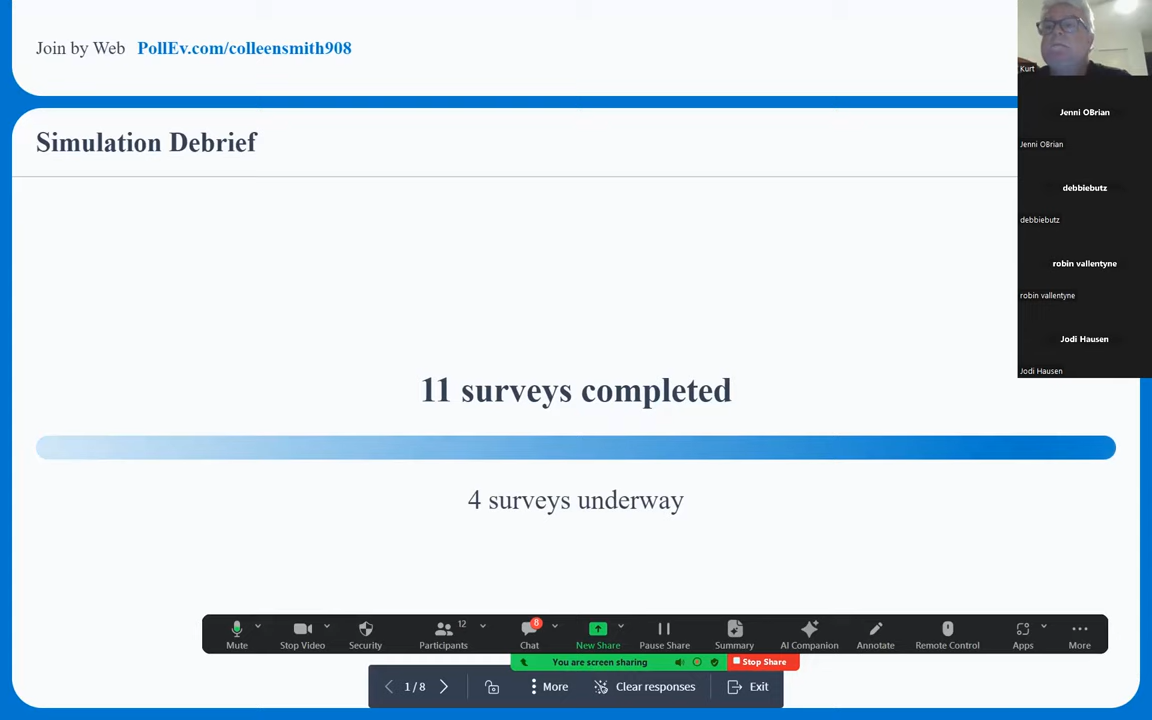 Join by Web PollEv.com/colleensmith908
Kurt
Simulation Debrief
Jenni OBrian
Jenni OBrian
debbiebutz
debbiebutz
robin vallentyne
robin vallentyne
Jodi Hausen
Jodi Hausen
11 surveys completed
4 surveys underway
12
8
Mute Stop Video Security Participants Chat New Share Pause Share Summary AI Companion Annotate Remote Control Apps More
You are screen sharing Stop Share
1 / 8 More Clear responses Exit